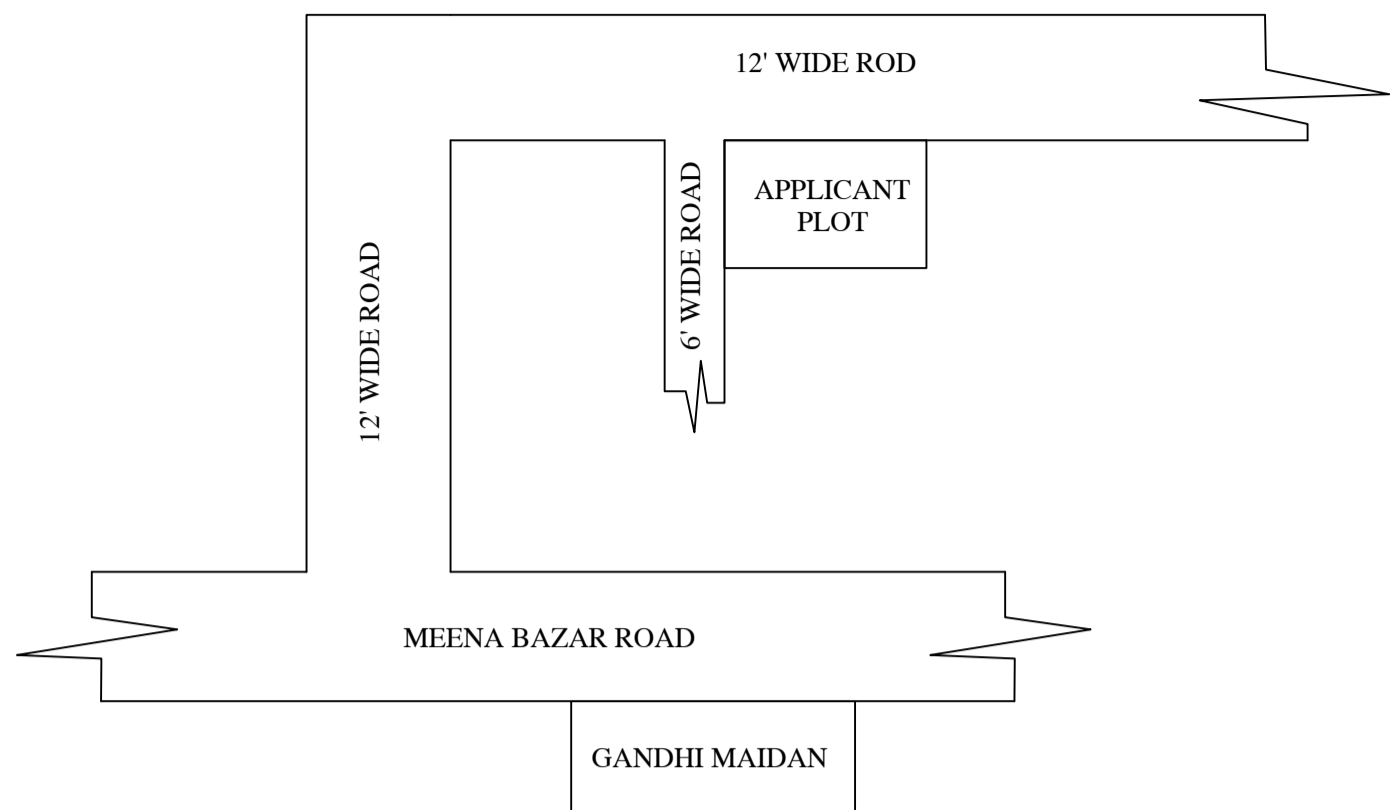 12' WIDE ROD
APPLICANT
PLOT
6' WIDE ROAD
12' WIDE ROAD
MEENA BAZAR ROAD
GANDHI MAIDAN